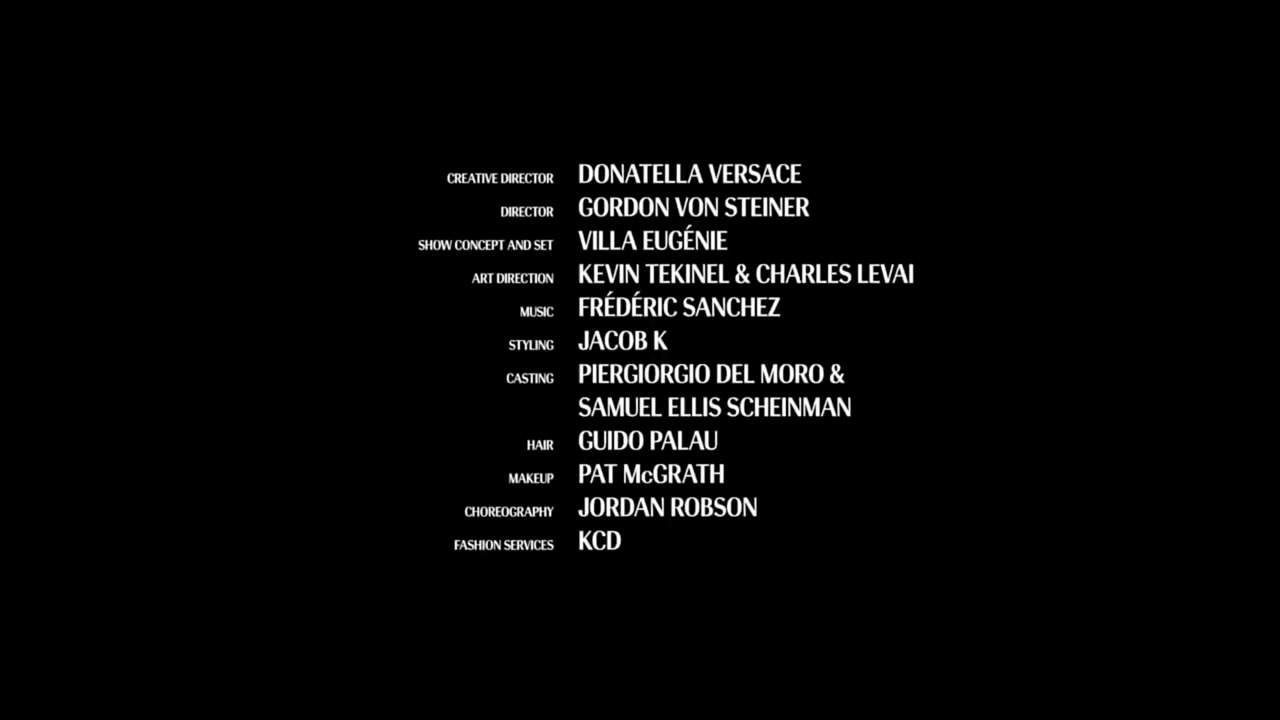 CREATIVE DIRECTOR DONATELLA VERSACE
DIRECTOR GORDON VON STEINER
SHOW CONCEPT AND SET VILLA EUGÉNIE
ART DIRECTION KEVIN TEKINEL & CHARLES LEVAI
MUSIC FRÉDÉRIC SANCHEZ
STYLING JACOB K
CASTING PIERGIORGIO DEL MORO &
SAMUEL ELLIS SCHEINMAN
HAIR GUIDO PALAU
MAKEUP PAT McGRATH
CHOREOGRAPHY JORDAN ROBSON
FASHION SERVICES KCD